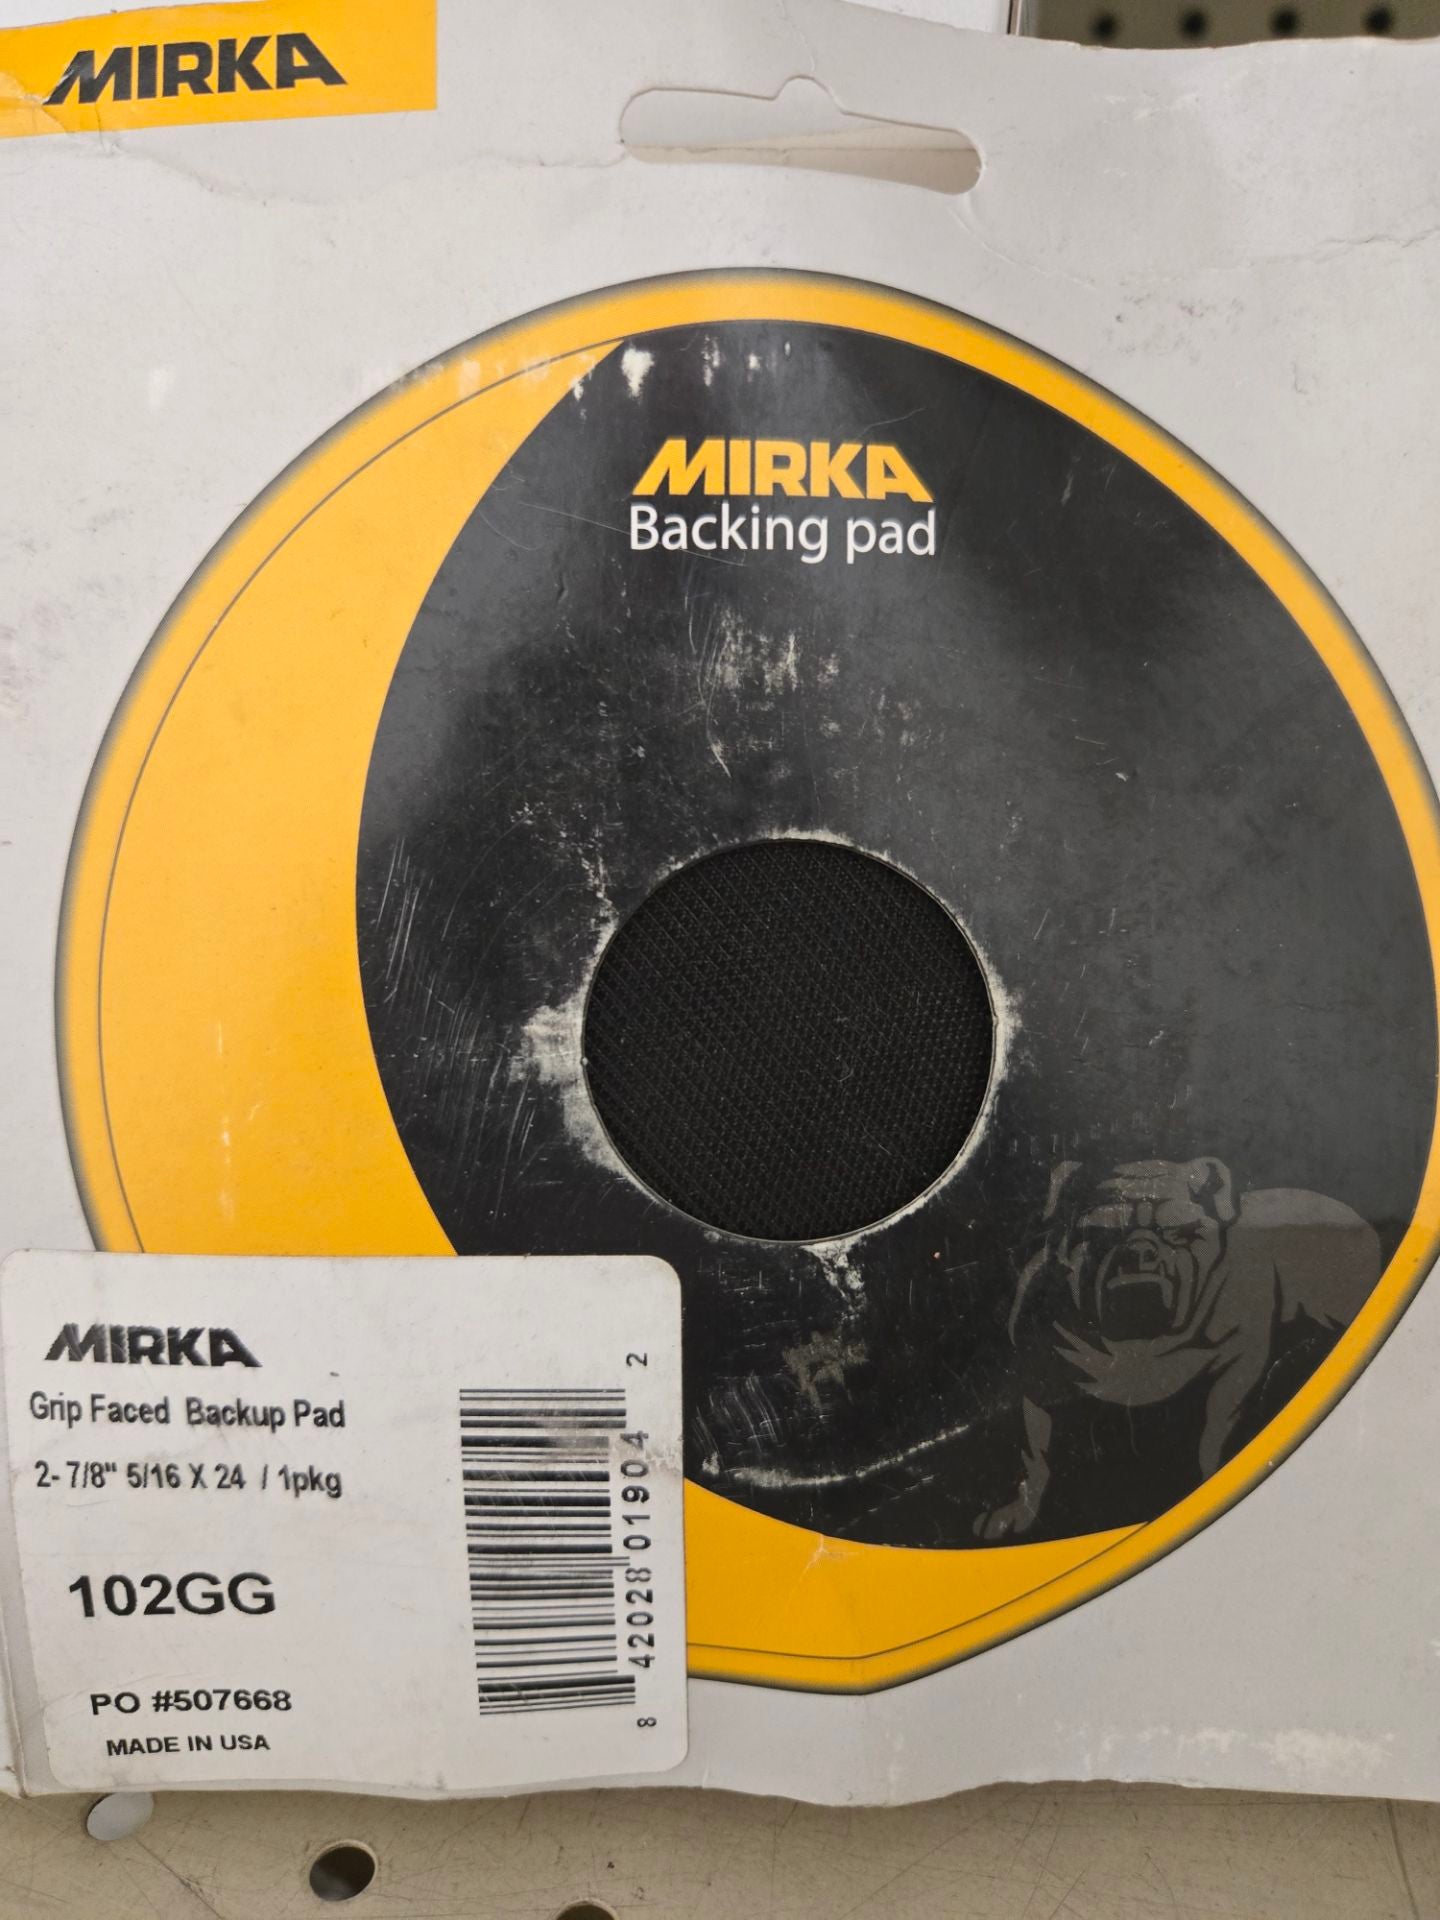 MIRKA
MIRKA
Backing pad
MIRKA
Grip Faced Backup Pad
2- 7/8" 5/16 X 24 / 1pkg
102GG
PO #507668
MADE IN USA
8 42028 01904 2